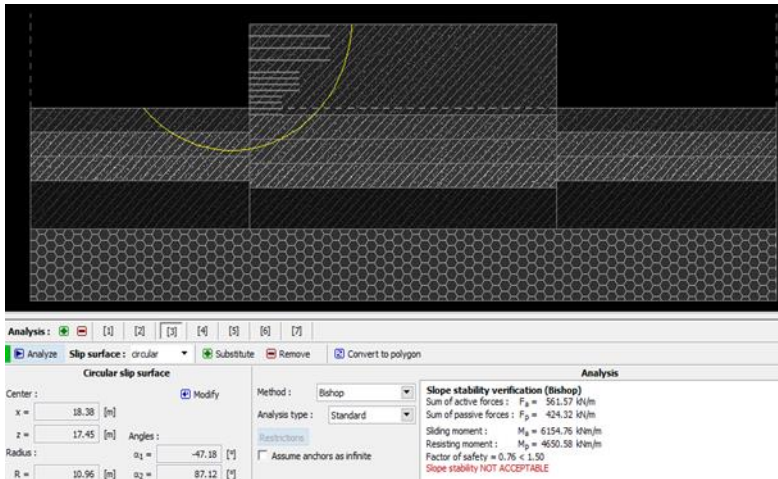 Analysis : [1] [2] [3] [4] [5] [6] [7]
Analyze Slip surface : circular Substitute Remove Convert to polygon
Circular slip surface
Center : Modify
x = 18.38 [m]
z = 17.45 [m] Angles :
Radius : α1 = -47.18 [°]
R = 10.96 [m] α2 = 87.12 [°]
Method : Bishop
Analysis type : Standard
Restrictions
Assume anchors as infinite
Analysis
Slope stability verification (Bishop)
Sum of active forces : Fa = 561.57 kN/m
Sum of passive forces : Fp = 424.32 kN/m
Sliding moment : Ma = 6154.76 kNm/m
Resisting moment : Mp = 4650.58 kNm/m
Factor of safety = 0.76 < 1.50
Slope stability NOT ACCEPTABLE